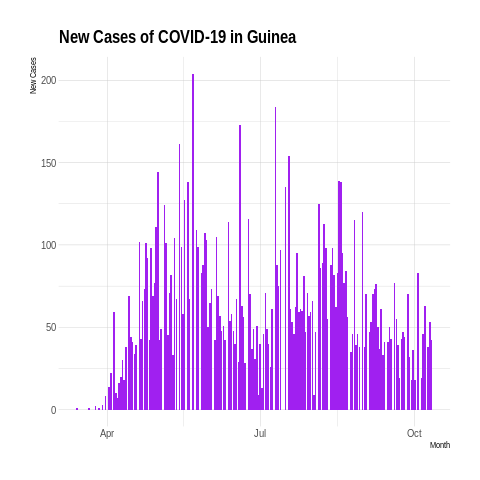 New Cases of COVID-19 in Guinea
New Cases
200
150
100
50
0
Apr
Jul
Oct
Month